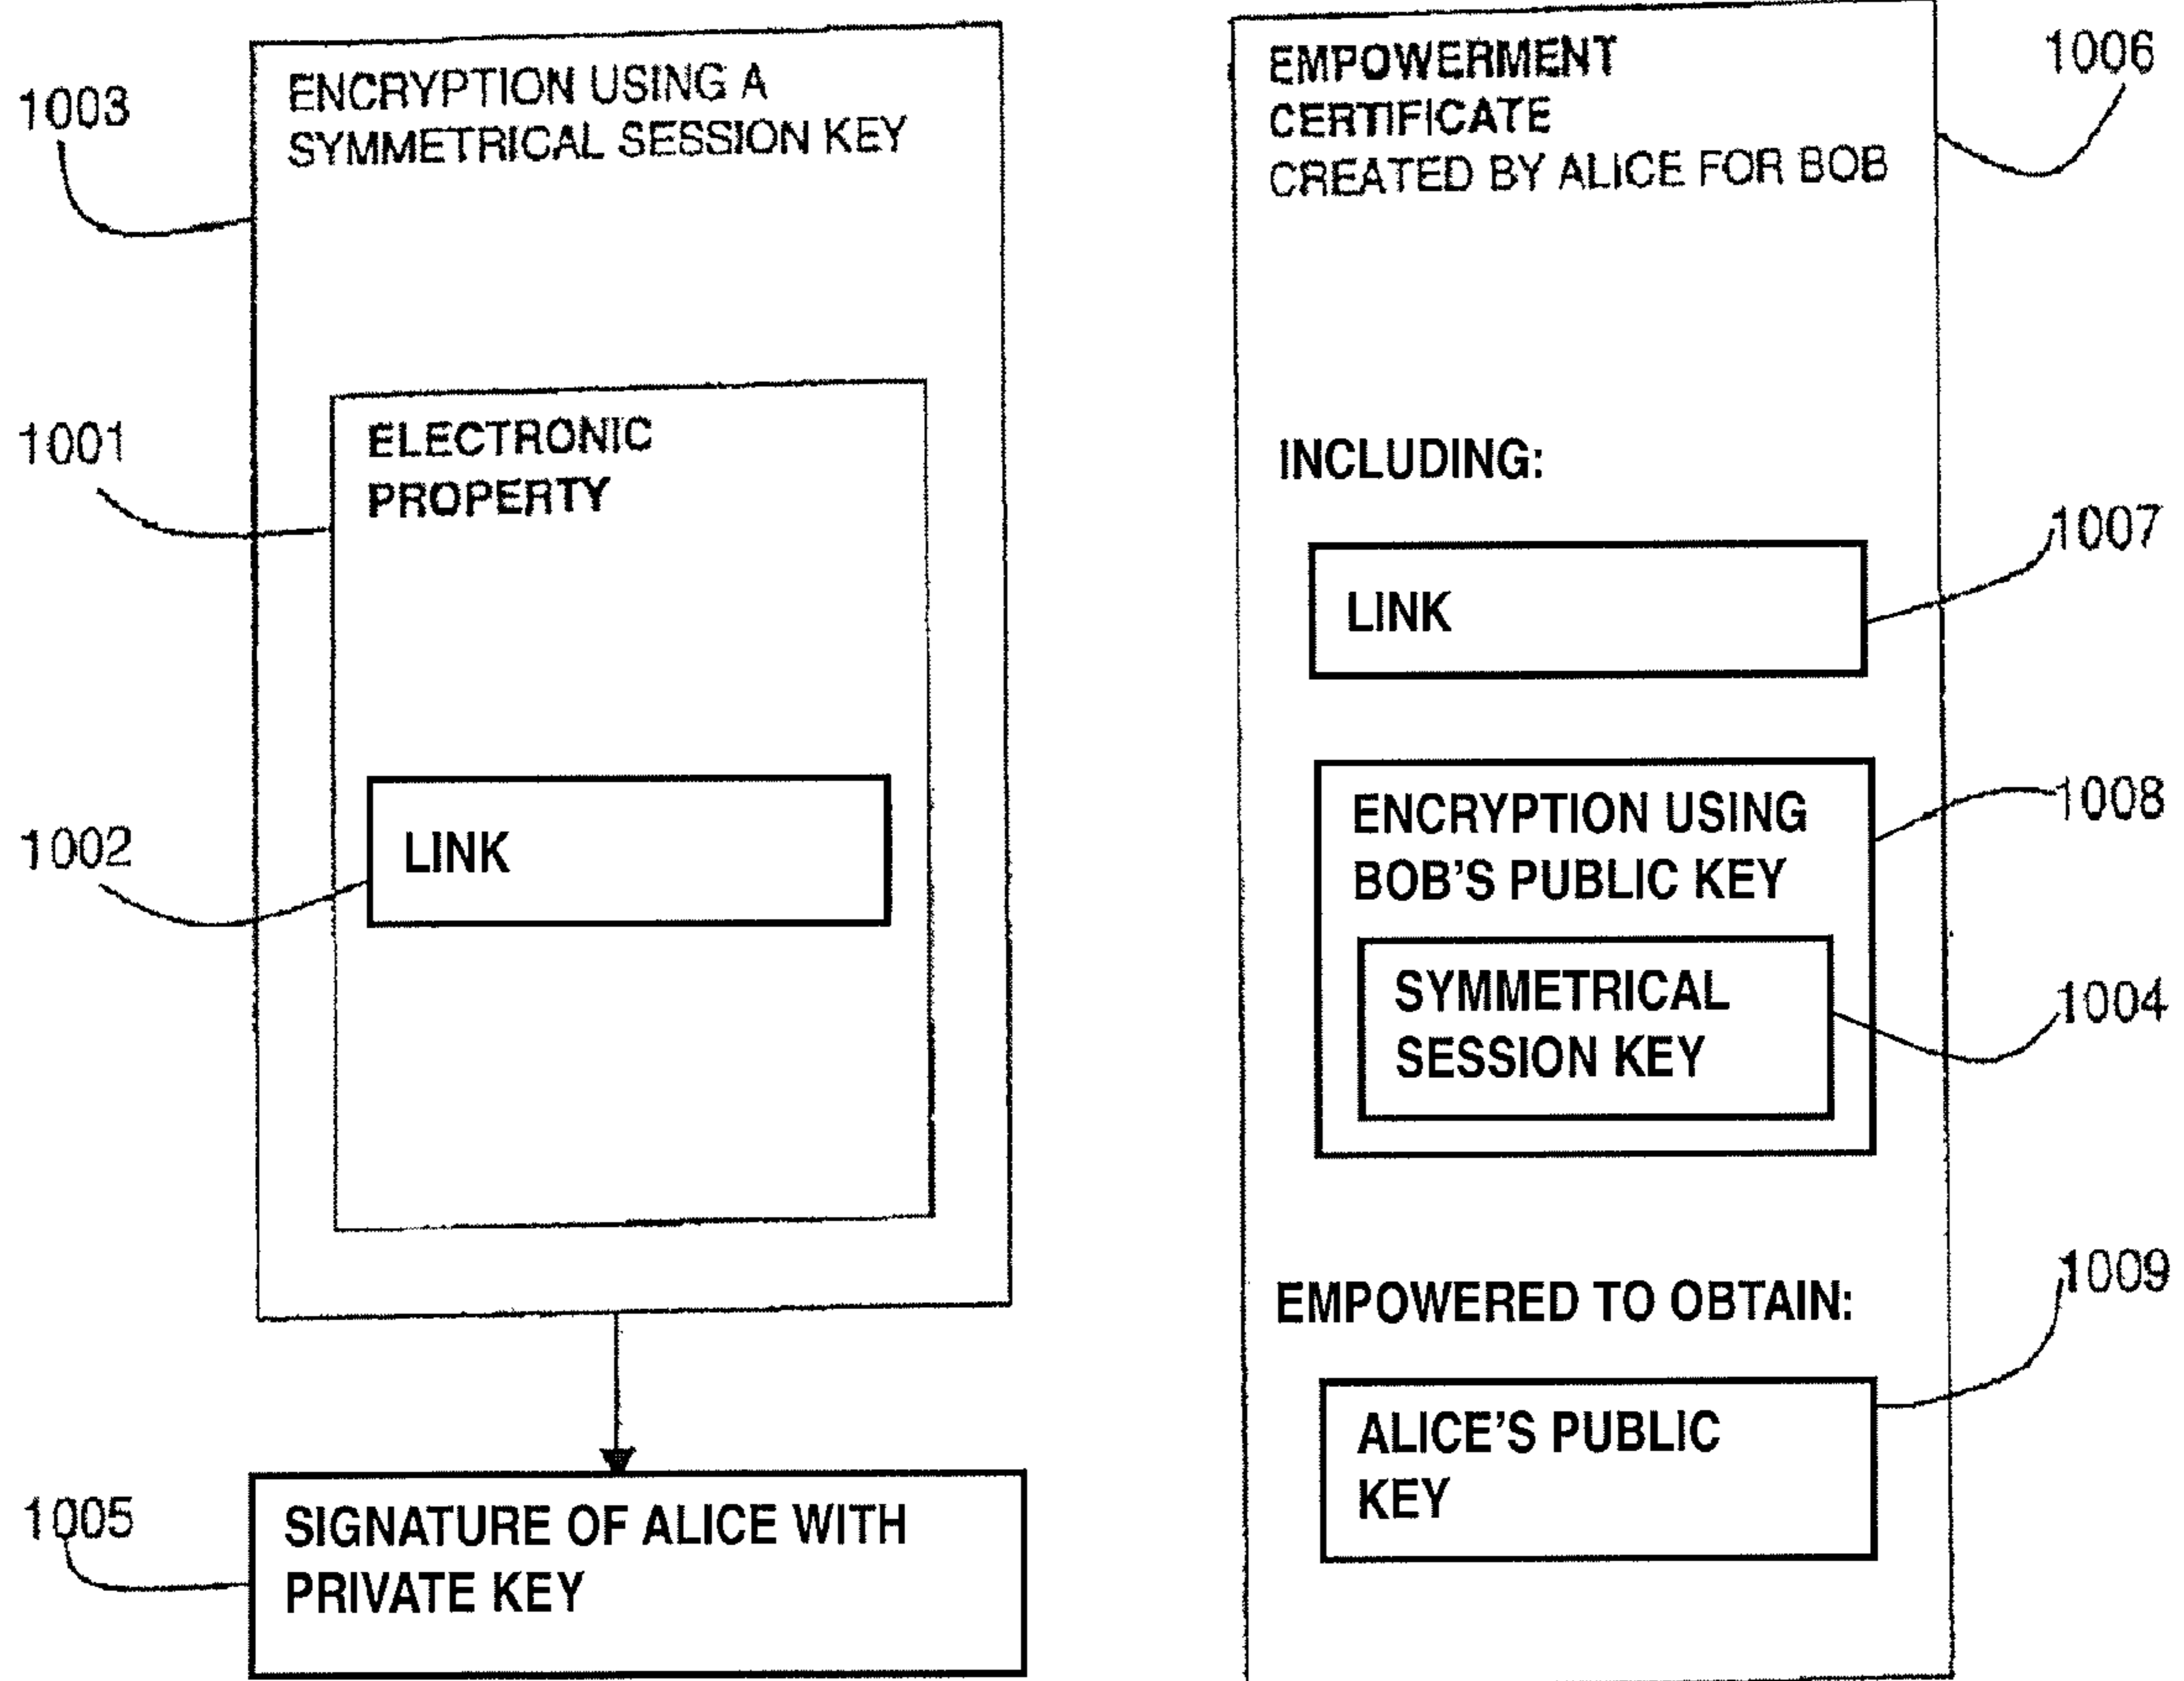 1003
ENCRYPTION USING A
SYMMETRICAL SESSION KEY
1001
ELECTRONIC
PROPERTY
1002
LINK
1005
SIGNATURE OF ALICE WITH
PRIVATE KEY
1006
EMPOWERMENT
CERTIFICATE
CREATED BY ALICE FOR BOB
INCLUDING:
1007
LINK
1008
ENCRYPTION USING
BOB'S PUBLIC KEY
1004
SYMMETRICAL
SESSION KEY
EMPOWERED TO OBTAIN:
1009
ALICE'S PUBLIC
KEY